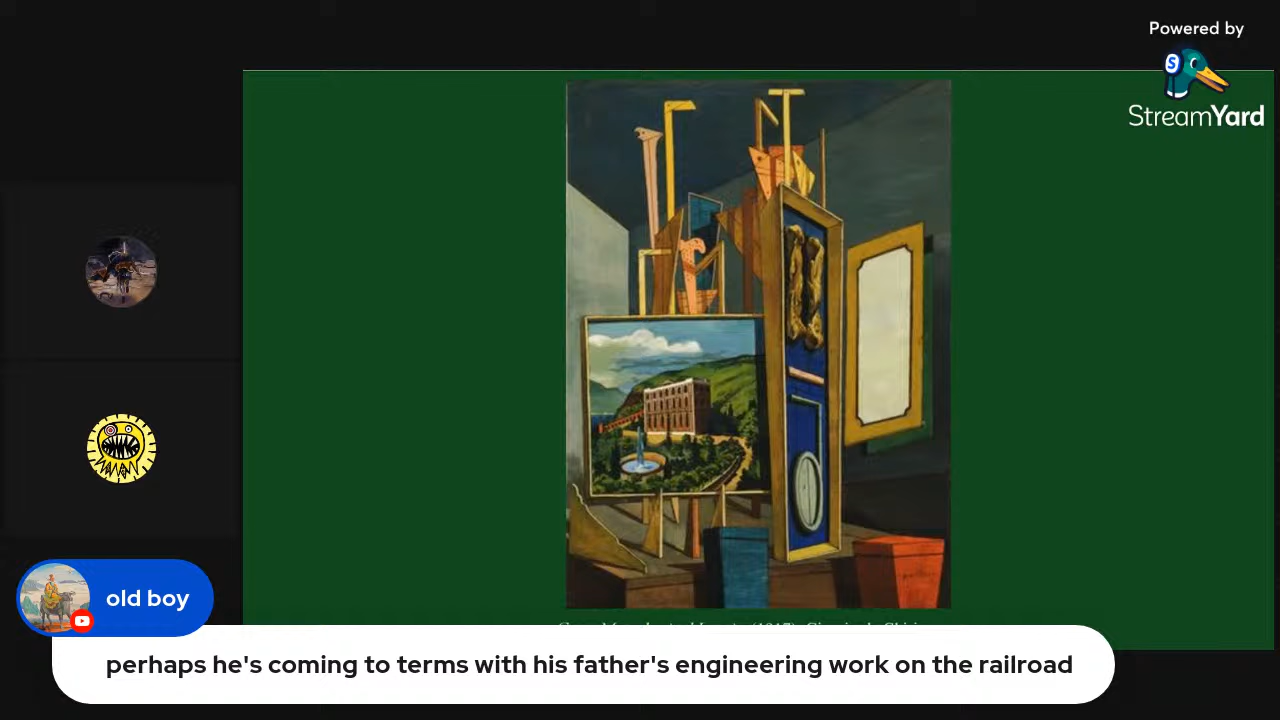 Powered by
StreamYard
old boy
perhaps he's coming to terms with his father's engineering work on the railroad